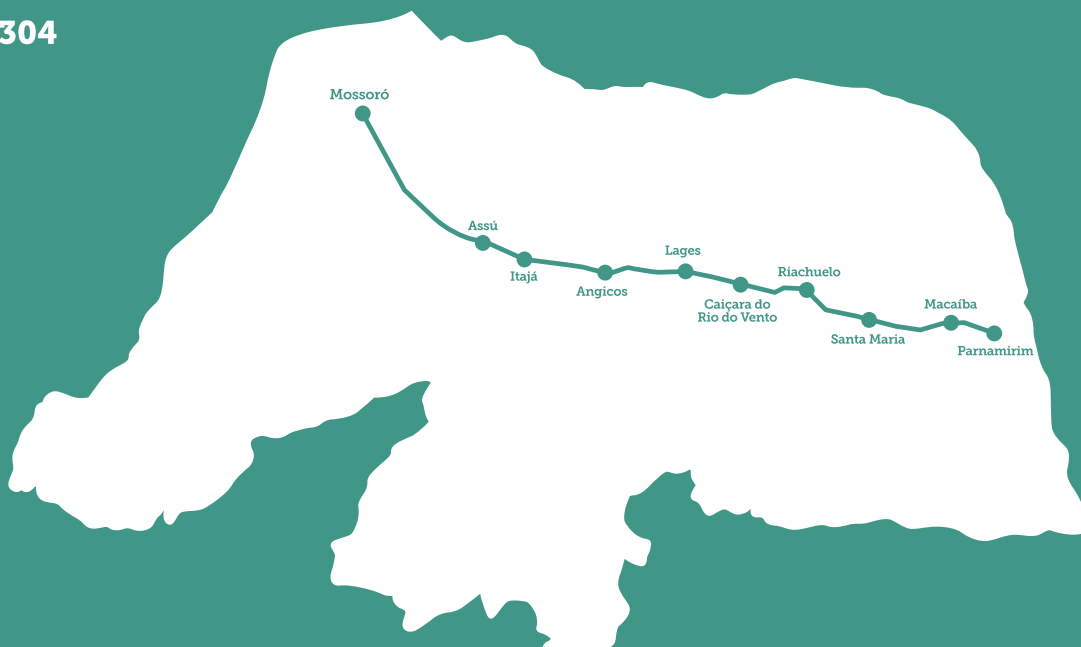 304
Mossoró
Assú
Itajá
Angicos
Lages
Caiçara do
Rio do Vento
Riachuelo
Santa Maria
Macaíba
Parnamirim